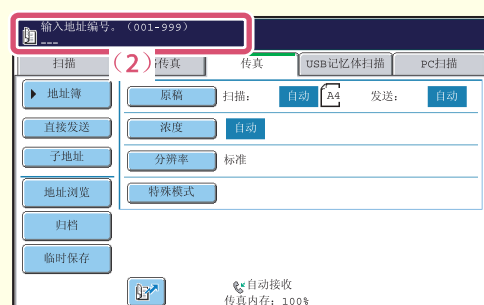 输入地址编号。（001-999）
---
(2)
扫描
传真
传真
USB记忆体扫描
PC扫描
地址簿
原稿
扫描：
自动
A4
发送：
自动
直接发送
浓度
自动
子地址
分辨率
标准
地址浏览
特殊模式
归档
临时保存
自动接收
传真内存：100%